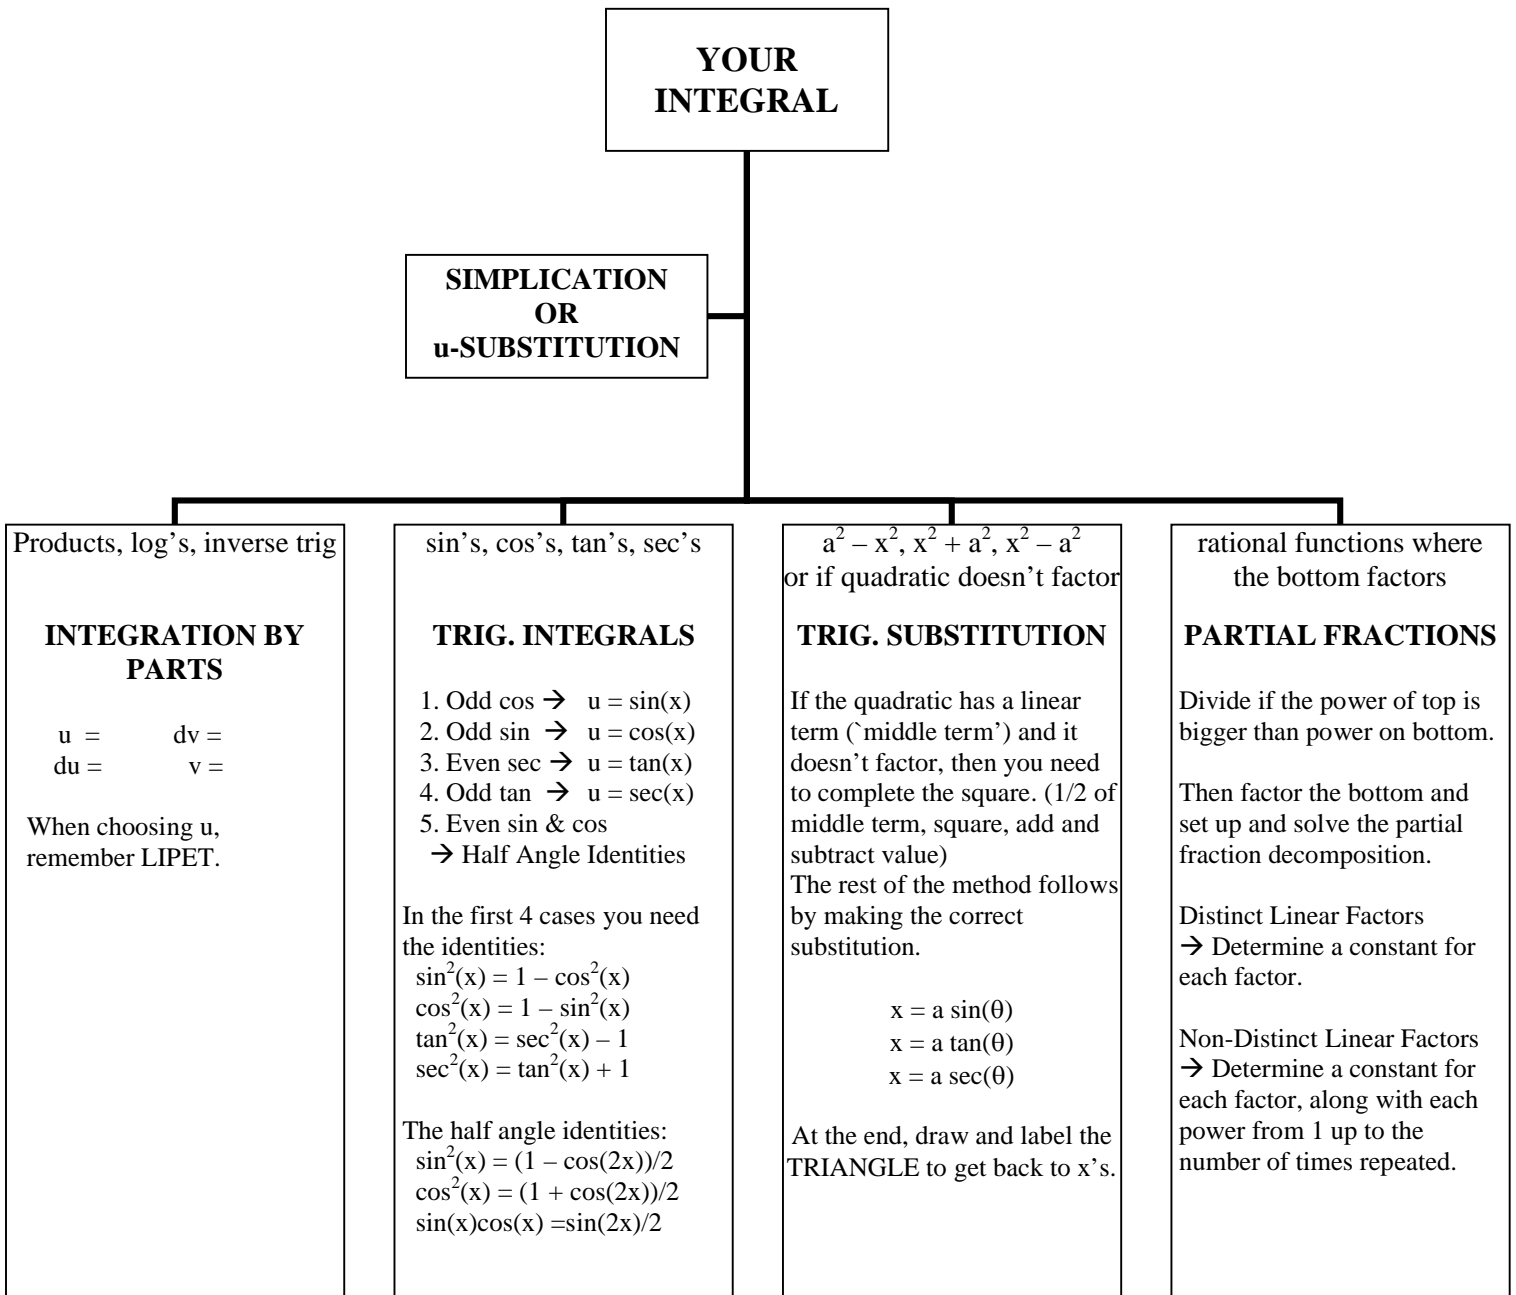 YOUR
INTEGRAL
SIMPLICATION
OR
u-SUBSTITUTION
Products, log’s, inverse trig
INTEGRATION BY
PARTS
u = dv =
du = v =
When choosing u,
remember LIPET.
sin’s, cos’s, tan’s, sec’s
TRIG. INTEGRALS
1. Odd cos → u = sin(x)
2. Odd sin → u = cos(x)
3. Even sec → u = tan(x)
4. Odd tan → u = sec(x)
5. Even sin & cos
→ Half Angle Identities
In the first 4 cases you need
the identities:
sin²(x) = 1 – cos²(x)
cos²(x) = 1 – sin²(x)
tan²(x) = sec²(x) – 1
sec²(x) = tan²(x) + 1
The half angle identities:
sin²(x) = (1 – cos(2x))/2
cos²(x) = (1 + cos(2x))/2
sin(x)cos(x) =sin(2x)/2
a² – x², x² + a², x² – a²
or if quadratic doesn’t factor
TRIG. SUBSTITUTION
If the quadratic has a linear
term (`middle term’) and it
doesn’t factor, then you need
to complete the square. (1/2 of
middle term, square, add and
subtract value)
The rest of the method follows
by making the correct
substitution.
x = a sin(θ)
x = a tan(θ)
x = a sec(θ)
At the end, draw and label the
TRIANGLE to get back to x’s.
rational functions where
the bottom factors
PARTIAL FRACTIONS
Divide if the power of top is
bigger than power on bottom.
Then factor the bottom and
set up and solve the partial
fraction decomposition.
Distinct Linear Factors
→ Determine a constant for
each factor.
Non-Distinct Linear Factors
→ Determine a constant for
each factor, along with each
power from 1 up to the
number of times repeated.